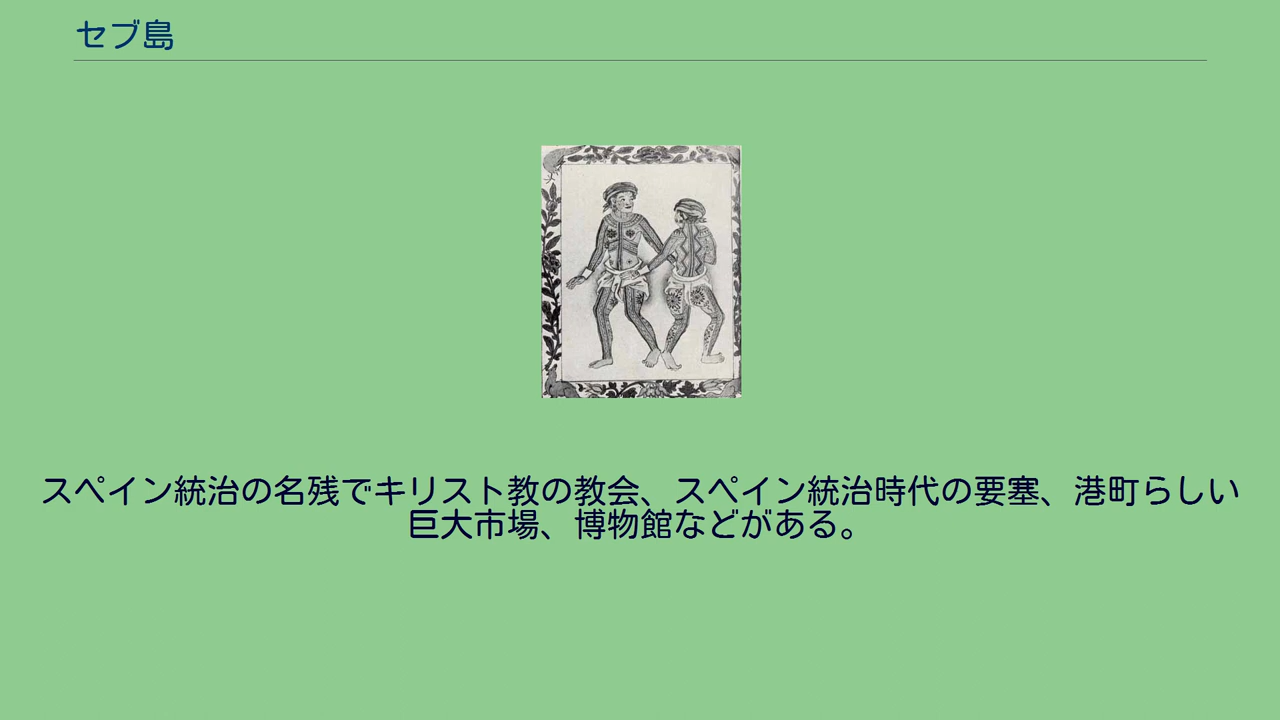 セブ島
スペイン統治の名残でキリスト教の教会、スペイン統治時代の要塞、港町らしい
巨大市場、博物館などがある。